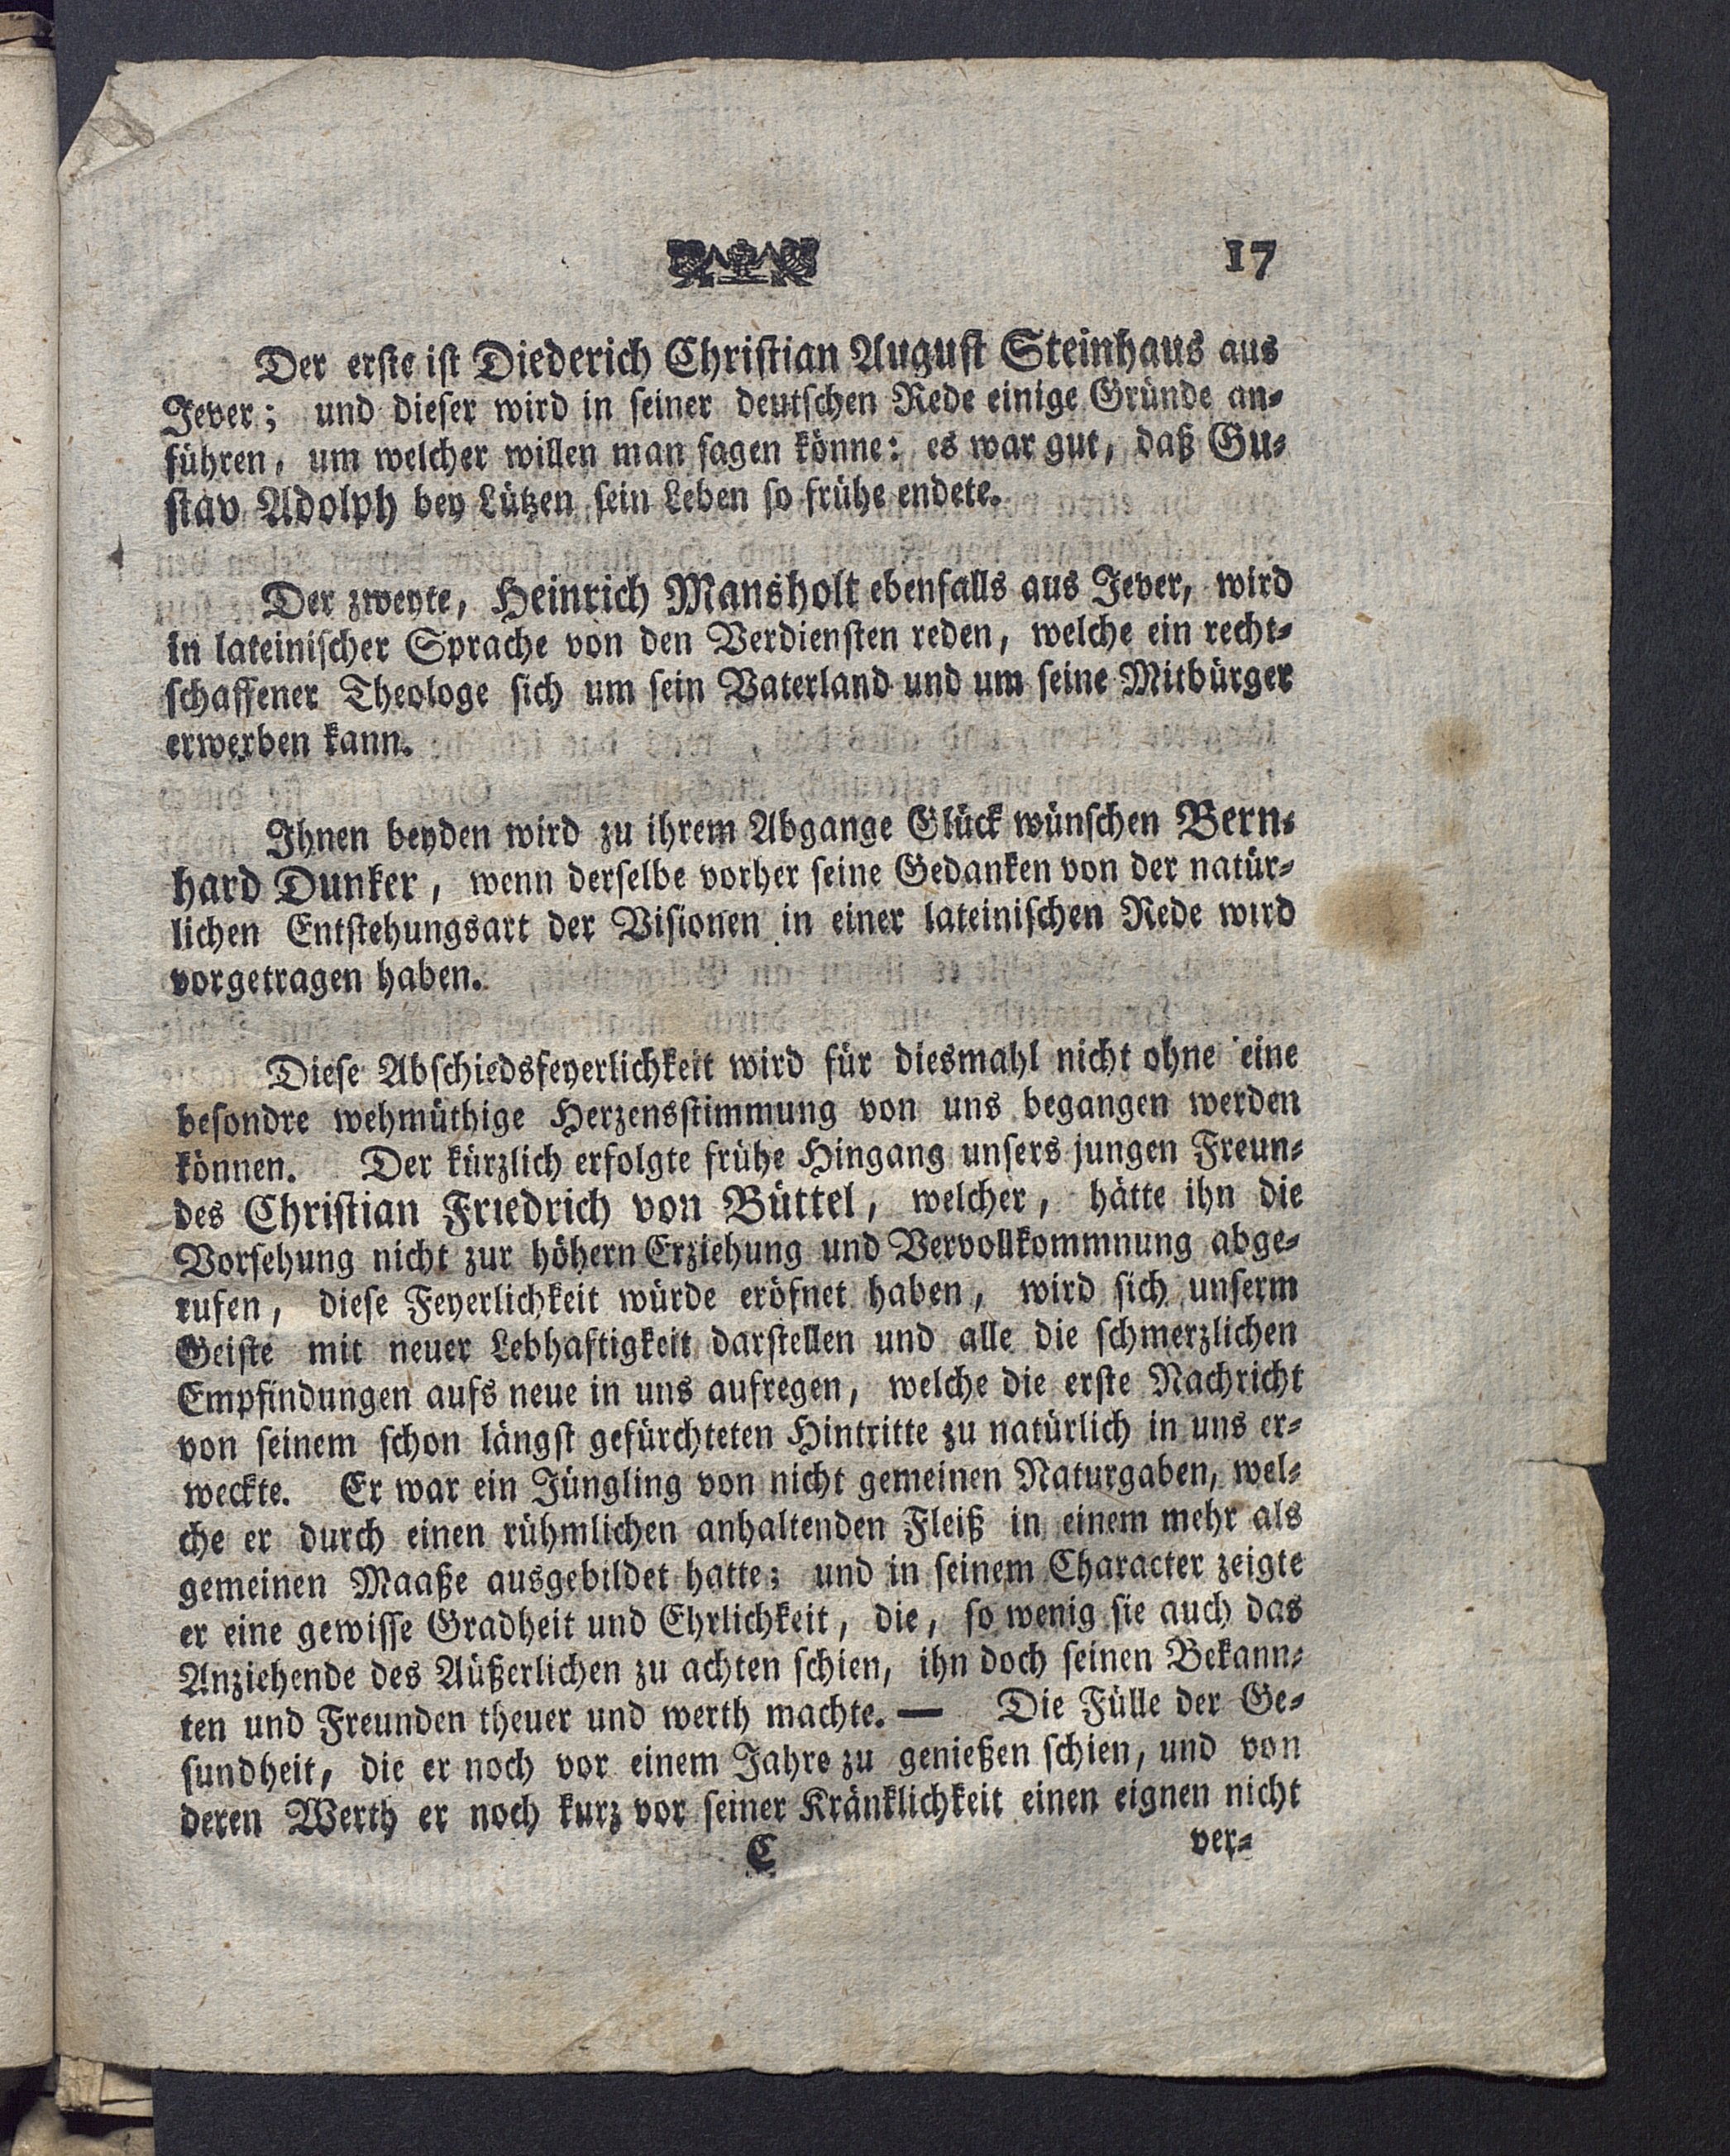 17
Der erste ist Diederich Christian August Steinhaus aus
Jever; und dieser wird in seiner deutschen Rede einige Gründe an-
führen, um welcher willen man sagen könne: es war gut, daß Gu-
stav Adolph bey Lützen sein Leben so frühe endete.
Der zweyte, Heinrich Mansholt ebenfalls aus Jever, wird
in lateinischer Sprache von den Verdiensten reden, welche ein recht-
schaffener Theologe sich um sein Vaterland und um seine Mitbürger
erwerben kann.
Ihnen beyden wird zu ihrem Abgange Glück wünschen Bern-
hard Dunker, wenn derselbe vorher seine Gedanken von der natür-
lichen Entstehungsart der Visionen in einer lateinischen Rede wird
vorgetragen haben.
Diese Abschiedsfeyerlichkeit wird für diesmahl nicht ohne eine
besondre wehmüthige Herzensstimmung von uns begangen werden
können. Der kürzlich erfolgte frühe Hingang unsers jungen Freun-
des Christian Friedrich von Büttel, welcher, hätte ihn die
Vorsehung nicht zur höhern Erziehung und Vervollkommnung abge-
rufen, diese Feyerlichkeit würde eröfnet haben, wird sich unserm
Geiste mit neuer Lebhaftigkeit darstellen und alle die schmerzlichen
Empfindungen aufs neue in uns aufregen, welche die erste Nachricht
von seinem schon längst gefürchteten Hintritte zu natürlich in uns er-
weckte. Er war ein Jüngling von nicht gemeinen Naturgaben, wel-
che er durch einen rühmlichen anhaltenden Fleiß in einem mehr als
gemeinen Maaße ausgebildet hatte; und in seinem Character zeigte
er eine gewisse Gradheit und Ehrlichkeit, die, so wenig sie auch das
Anziehende des Aüßerlichen zu achten schien, ihn doch seinen Bekann-
ten und Freunden theuer und werth machte. — Die Fülle der Ge-
sundheit, die er noch vor einem Jahre zu genießen schien, und von
deren Werth er noch kurz vor seiner Kränklichkeit einen eignen nicht
C ver-